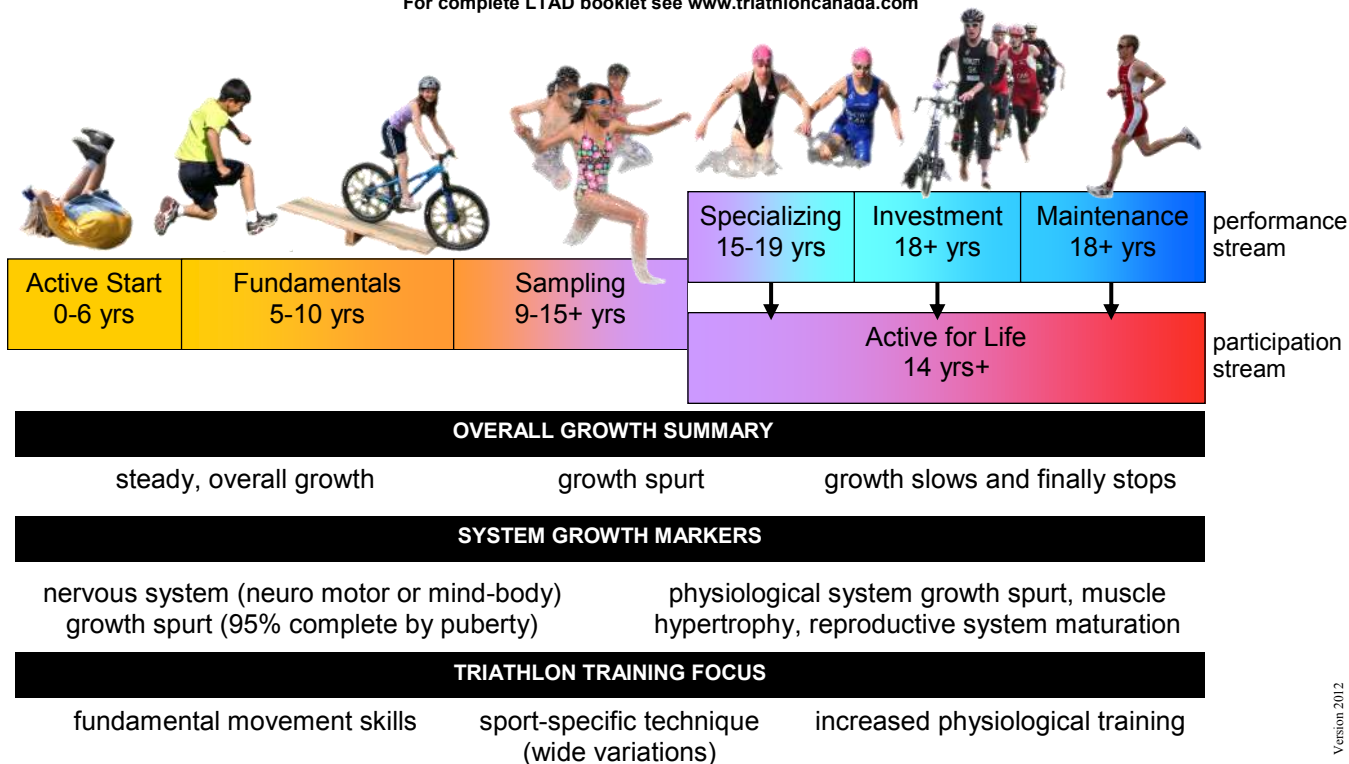 For complete LTAD booklet see www.triathloncanada.com
Specializing
15-19 yrs
Investment
18+ yrs
Maintenance
18+ yrs
performance
stream
Active Start
0-6 yrs
Fundamentals
5-10 yrs
Sampling
9-15+ yrs
Active for Life
14 yrs+
participation
stream
OVERALL GROWTH SUMMARY
steady, overall growth
growth spurt
growth slows and finally stops
SYSTEM GROWTH MARKERS
nervous system (neuro motor or mind-body)
growth spurt (95% complete by puberty)
physiological system growth spurt, muscle
hypertrophy, reproductive system maturation
TRIATHLON TRAINING FOCUS
fundamental movement skills
sport-specific technique
(wide variations)
increased physiological training
Version 2012